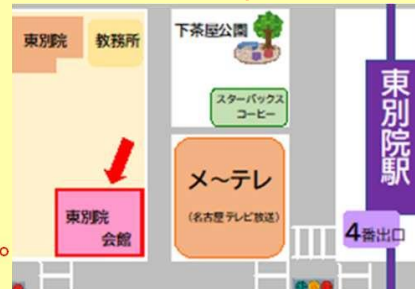 東別院
教務所
下茶屋公園
スターバックス
コーヒー
東別院駅
メ〜テレ
(名古屋テレビ放送)
東別院
会館
4番出口
。